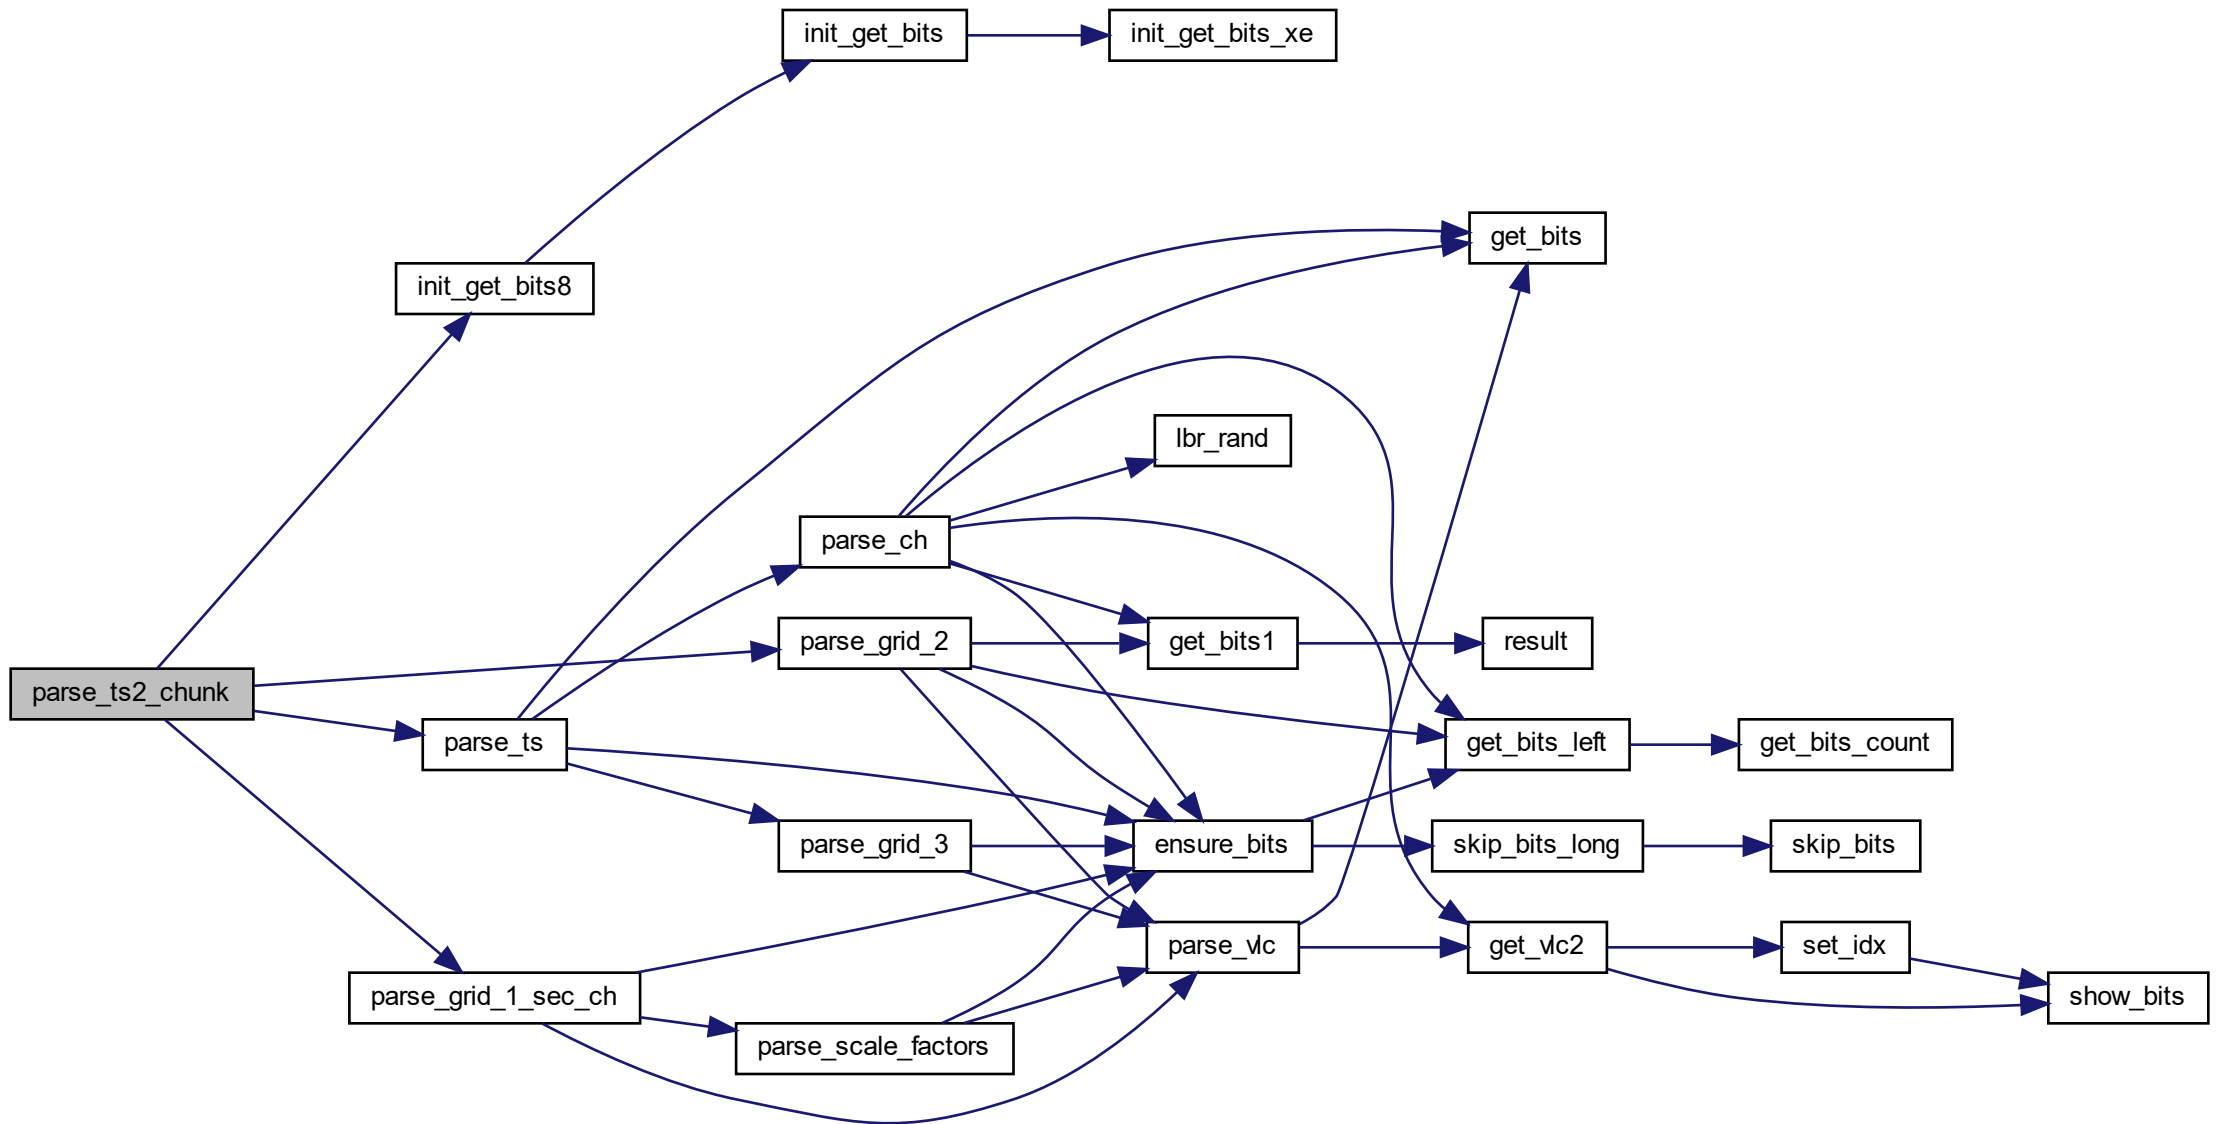 init_get_bits
init_get_bits_xe
get_bits
init_get_bits8
lbr_rand
parse_ch
parse_grid_2
get_bits1
result
parse_ts2_chunk
parse_ts
get_bits_left
get_bits_count
parse_grid_3
ensure_bits
skip_bits_long
skip_bits
parse_vlc
get_vlc2
set_idx
parse_grid_1_sec_ch
show_bits
parse_scale_factors